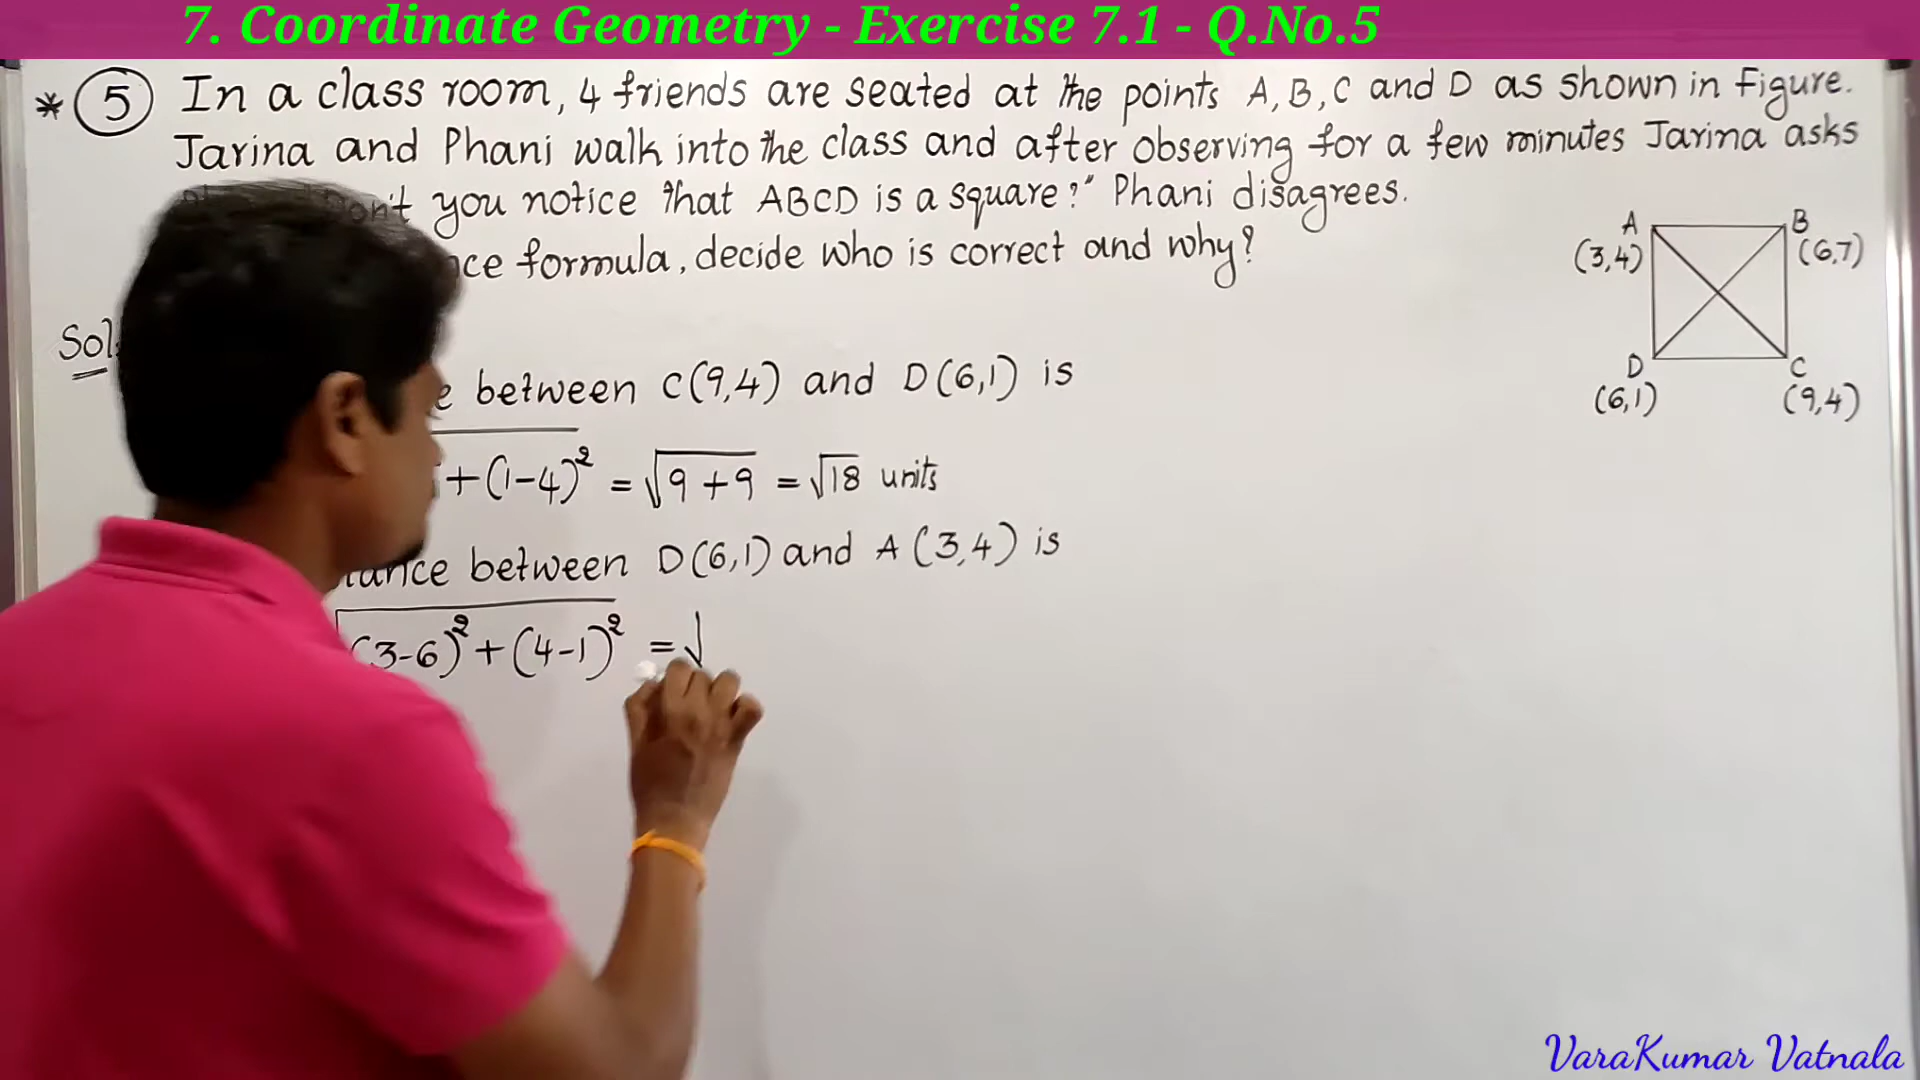 7. Coordinate Geometry - Exercise 7.1 - Q.No.5
* 5 In a class room, 4 friends are seated at the points A, B, C and D as shown in Figure.
Jarina and Phani walk into the class and after observing for a few minutes Jarina asks
you notice that ABCD is a square?" Phani disagrees.
formula, decide who is correct and why?
A
B
(3,4)
(6,7)
D
C
(6,1)
(9,4)
Sol:
between C(9,4) and D(6,1) is
+(1-4)² = √9+9 = √18 units
between D(6,1) and A(3,4) is
(3-6)² + (4-1)² = √
VaraKumar Vatnala